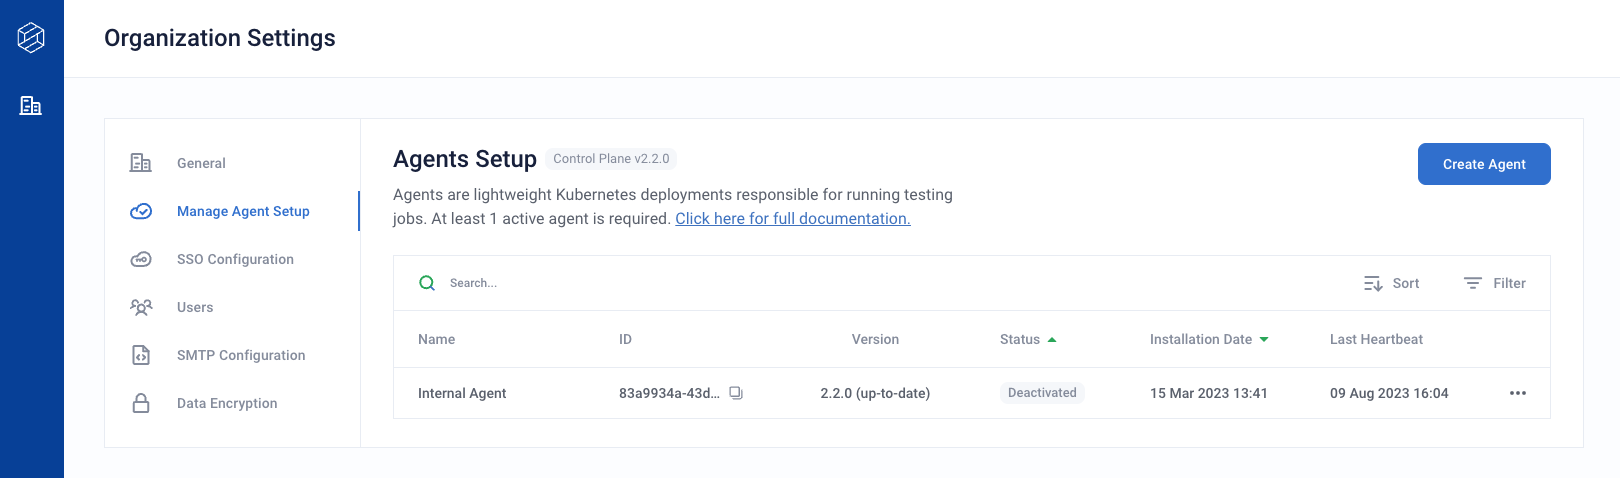 Organization Settings
General
Manage Agent Setup
SSO Configuration
Users
SMTP Configuration
Data Encryption
Agents Setup Control Plane v2.2.0
Create Agent
Agents are lightweight Kubernetes deployments responsible for running testing
jobs. At least 1 active agent is required. Click here for full documentation.
Search... Sort Filter
Name ID Version Status Installation Date Last Heartbeat
Internal Agent 83a9934a-43d... 2.2.0 (up-to-date) Deactivated 15 Mar 2023 13:41 09 Aug 2023 16:04